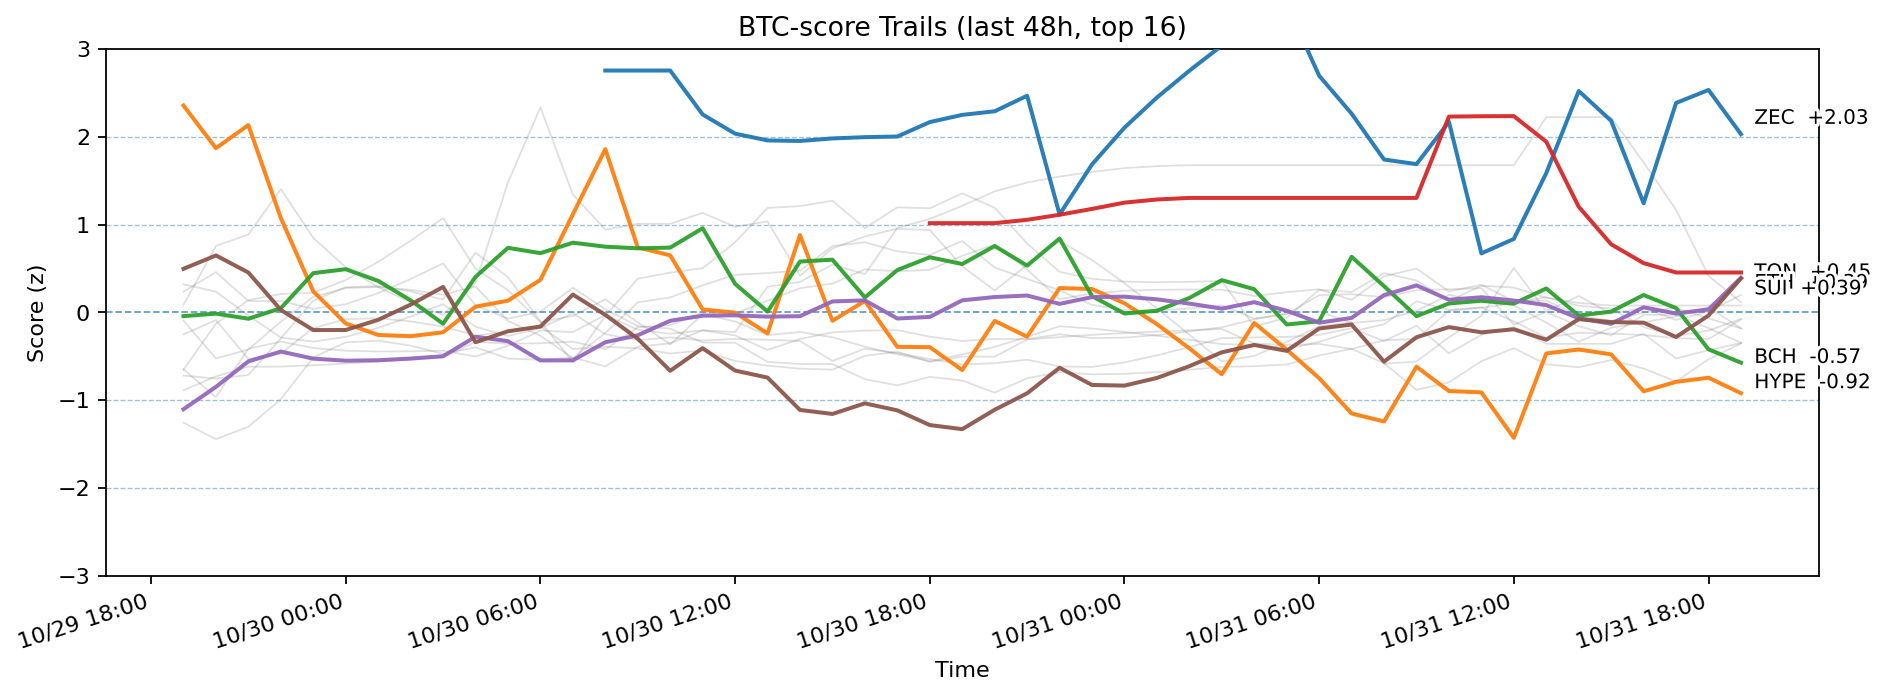 BTC-score Trails (last 48h, top 16)
Score (z)
3
2
1
0
−1
−2
−3
ZEC +2.03
TON +0.45
SUI +0.39
BCH -0.57
HYPE -0.92
10/29 18:00
10/30 00:00
10/30 06:00
10/30 12:00
10/30 18:00
10/31 00:00
10/31 06:00
10/31 12:00
10/31 18:00
Time